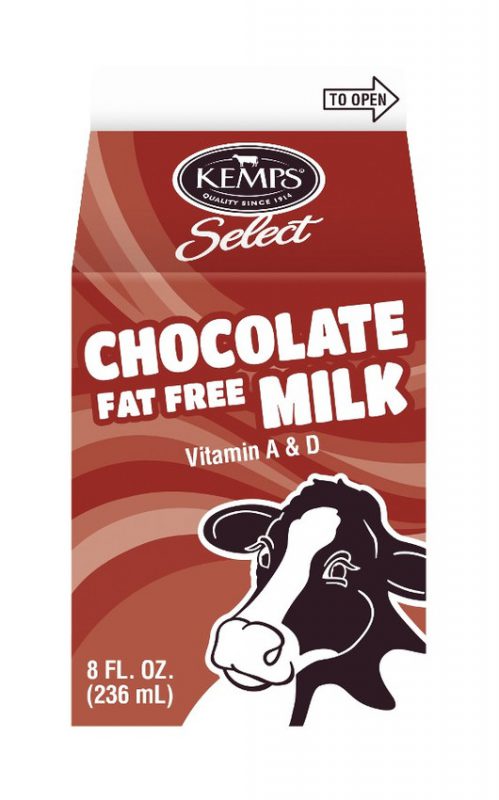 TO OPEN
KEMPS®
QUALITY SINCE 1914
Select
CHOCOLATE
FAT FREE MILK
Vitamin A & D
8 FL. OZ.
(236 mL)